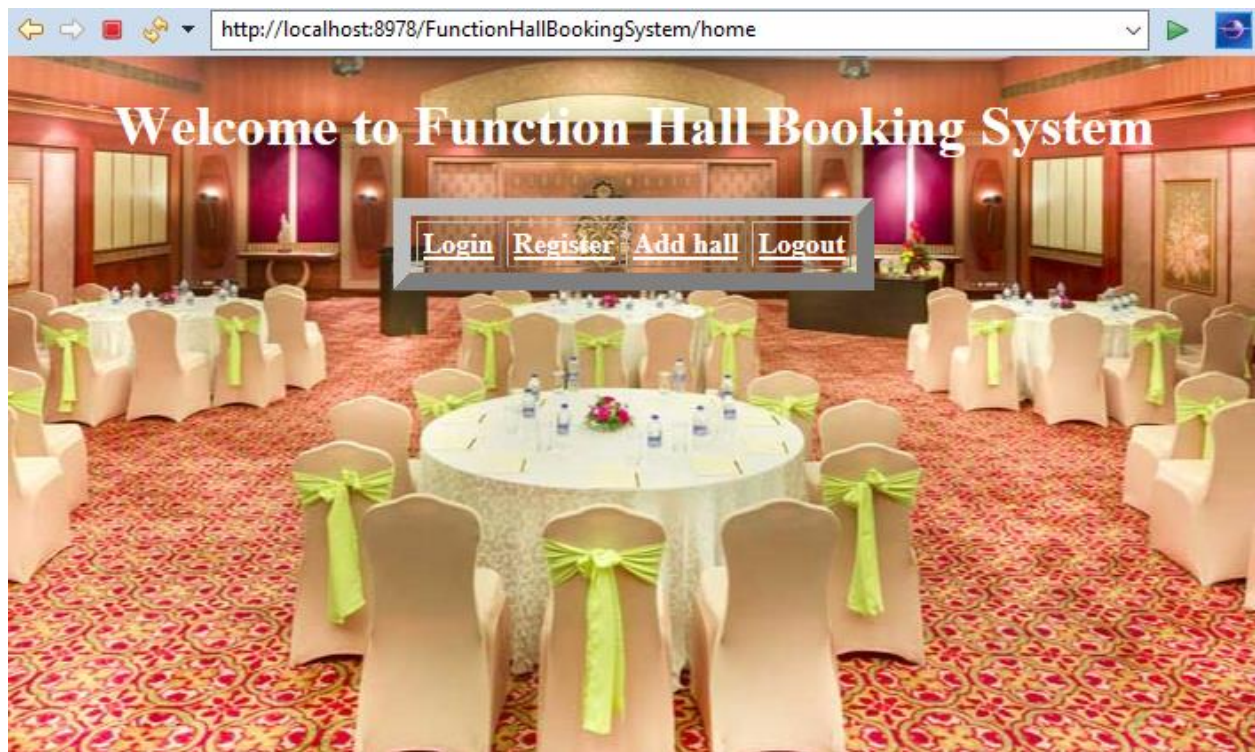 http://localhost:8978/FunctionHallBookingSystem/home
Welcome to Function Hall Booking System
Login Register Add hall Logout